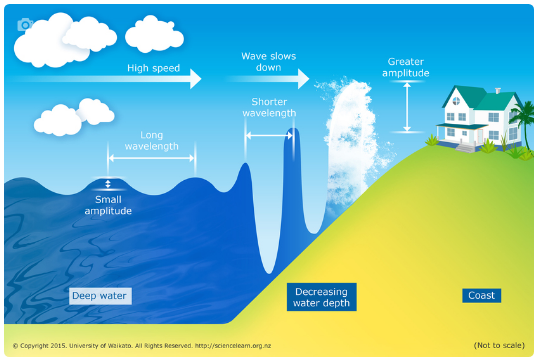 High speed
Wave slows
down
Greater
amplitude
Shorter
wavelength
Long
wavelength
Small
amplitude
Deep water
Decreasing
water depth
Coast
© Copyright 2015. University of Waikato. All Rights Reserved. http://sciencelearn.org.nz
(Not to scale)